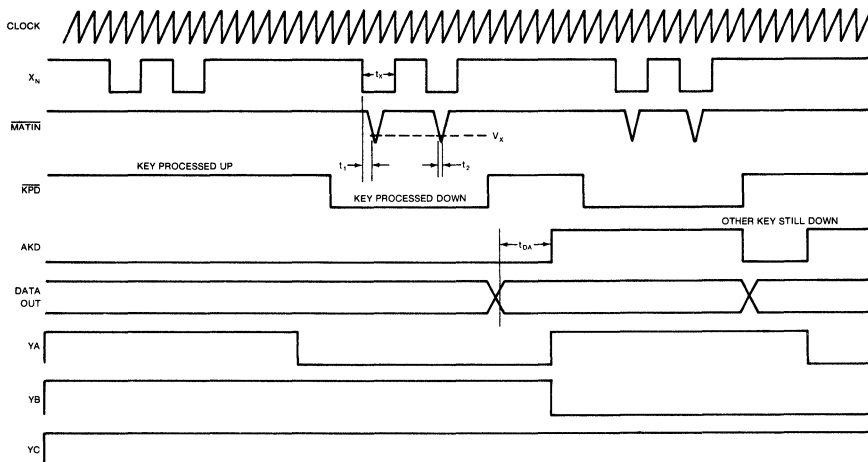 CLOCK
X_N
t_x
MATIN
V_X
t_1
t_2
KEY PROCESSED UP
KPD
KEY PROCESSED DOWN
OTHER KEY STILL DOWN
AKD
t_DA
DATA
OUT
YA
YB
YC